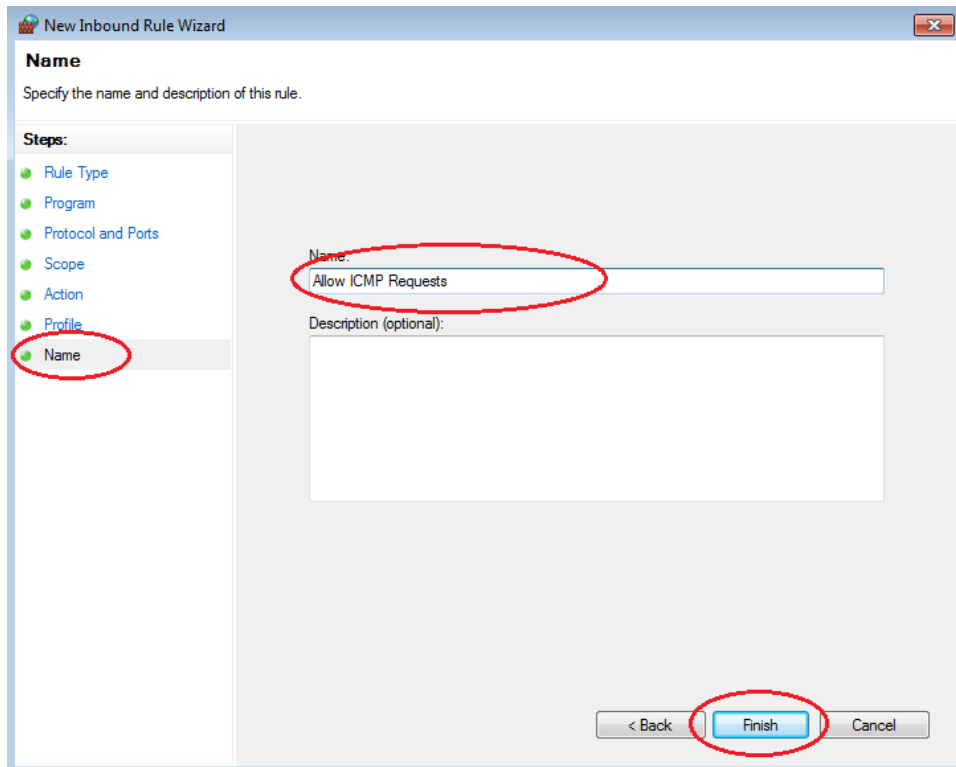 New Inbound Rule Wizard
Name
Specify the name and description of this rule.
Steps:
Rule Type
Program
Protocol and Ports
Scope
Action
Profile
Name
Name:
Allow ICMP Requests
Description (optional):
< Back
Finish
Cancel